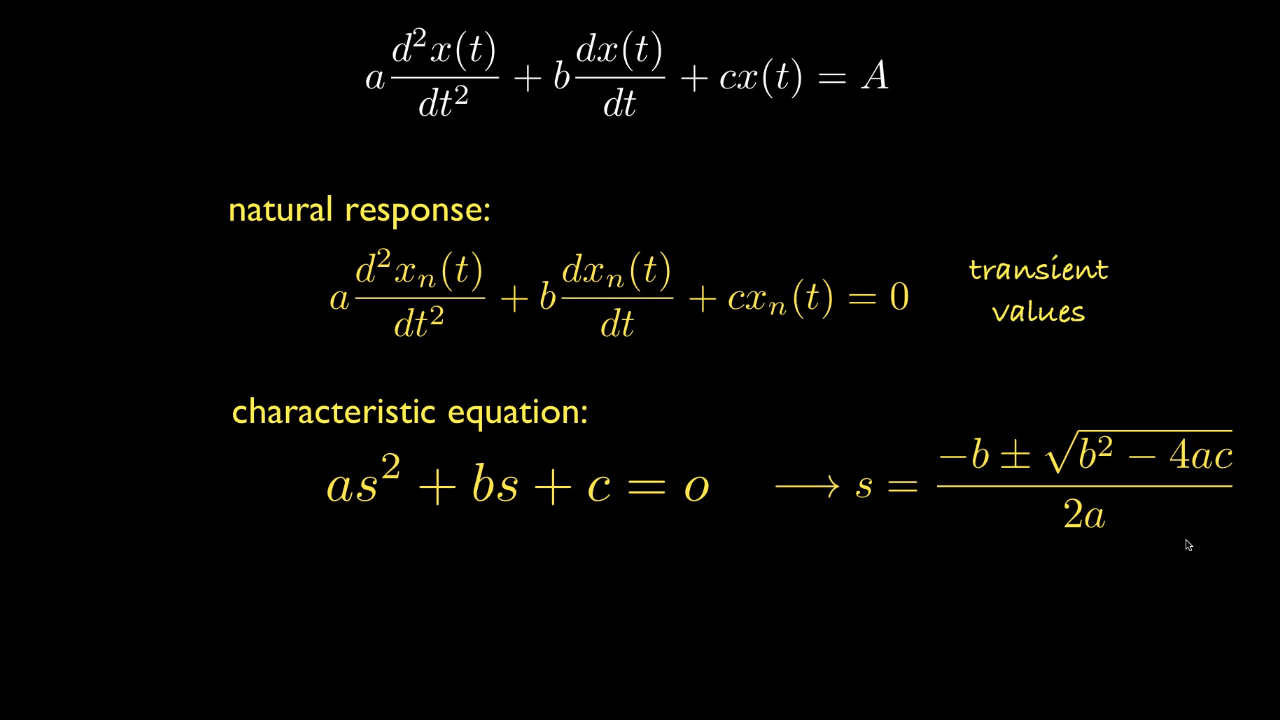 a d²x(t)/dt² + b dx(t)/dt + cx(t) = A
natural response:
a d²xₙ(t)/dt² + b dxₙ(t)/dt + cxₙ(t) = 0
transient
values
characteristic equation:
as² + bs + c = o ⟶ s = (−b ± √(b² − 4ac))/2a